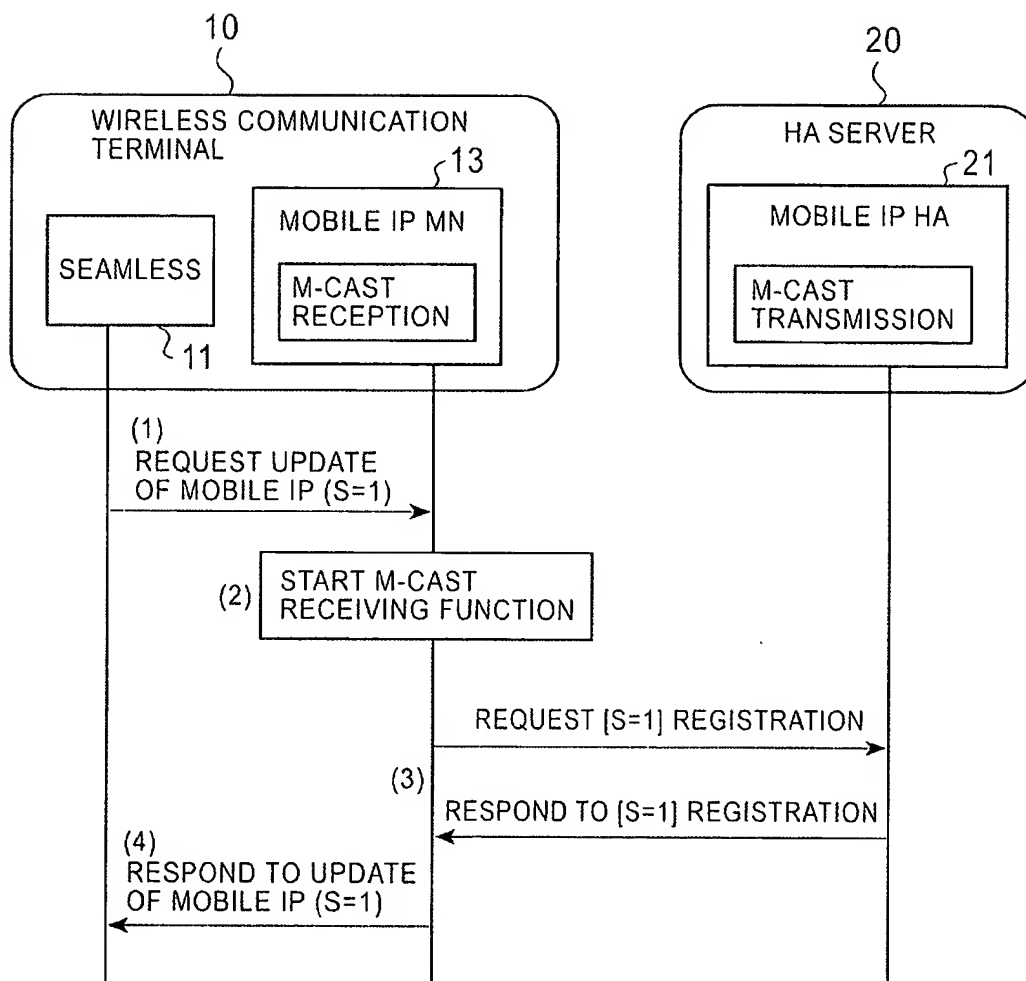 10
20
WIRELESS COMMUNICATION
TERMINAL
HA SERVER
13
21
MOBILE IP MN
MOBILE IP HA
SEAMLESS
M-CAST
RECEPTION
M-CAST
TRANSMISSION
11
(1)
REQUEST UPDATE
OF MOBILE IP (S=1)
(2)
START M-CAST
RECEIVING FUNCTION
REQUEST [S=1] REGISTRATION
(3)
RESPOND TO [S=1] REGISTRATION
(4)
RESPOND TO UPDATE
OF MOBILE IP (S=1)